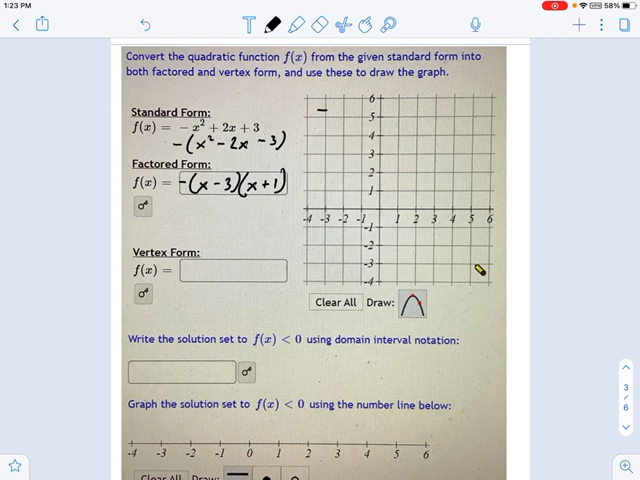 1:23 PM
VPN 58%
Convert the quadratic function f(x) from the given standard form into
both factored and vertex form, and use these to draw the graph.
Standard Form:
f(x) = − x² + 2x + 3
−(x² − 2x − 3)
Factored Form:
f(x) = −(x − 3)(x + 1)
Vertex Form:
f(x) =
6
5
4
3
2
1
-4 -3 -2 -1 1 2 3 4 5 6
-1
-2
-3
-4
Clear All Draw:
Write the solution set to f(x) < 0 using domain interval notation:
Graph the solution set to f(x) < 0 using the number line below:
-4 -3 -2 -1 0 1 2 3 4 5 6
Clear All Draw:
3
/
6